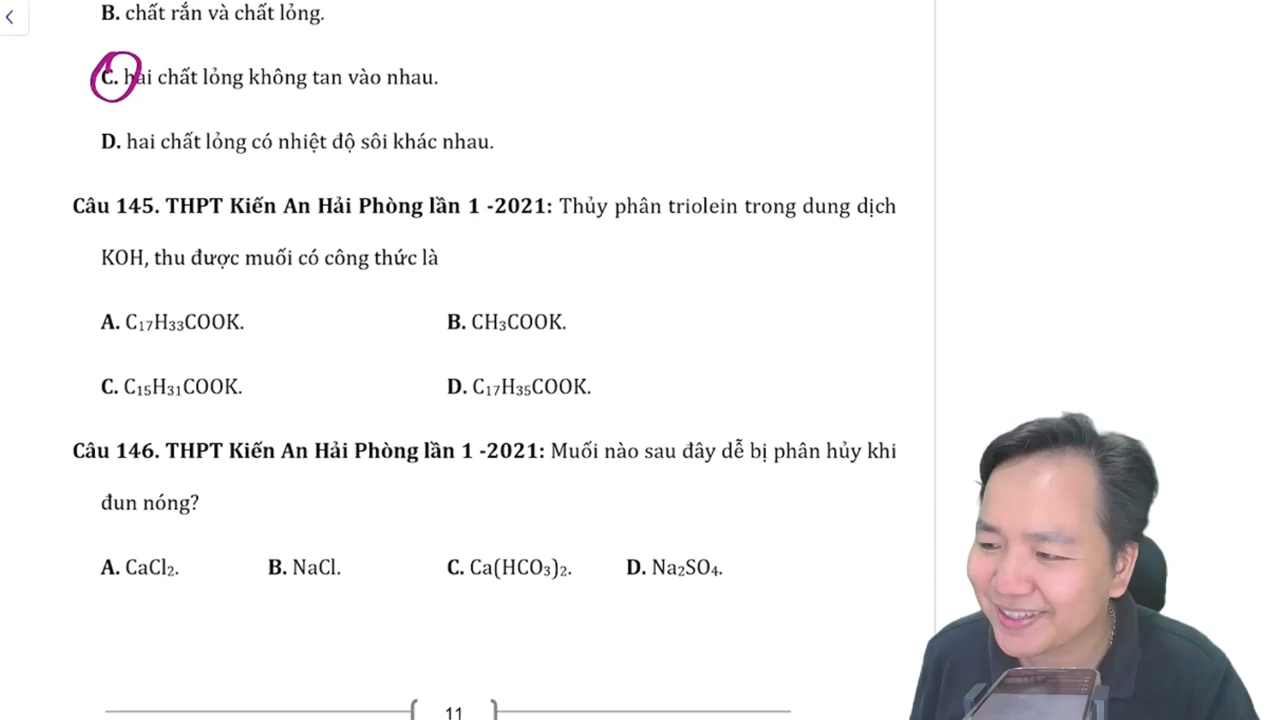 B. chất rắn và chất lỏng.
C. hai chất lỏng không tan vào nhau.
D. hai chất lỏng có nhiệt độ sôi khác nhau.
Câu 145. THPT Kiến An Hải Phòng lần 1 -2021: Thủy phân triolein trong dung dịch
KOH, thu được muối có công thức là
A. C₁₇H₃₃COOK. B. CH₃COOK.
C. C₁₅H₃₁COOK. D. C₁₇H₃₅COOK.
Câu 146. THPT Kiến An Hải Phòng lần 1 -2021: Muối nào sau đây dễ bị phân hủy khi
đun nóng?
A. CaCl₂. B. NaCl. C. Ca(HCO₃)₂. D. Na₂SO₄.
11